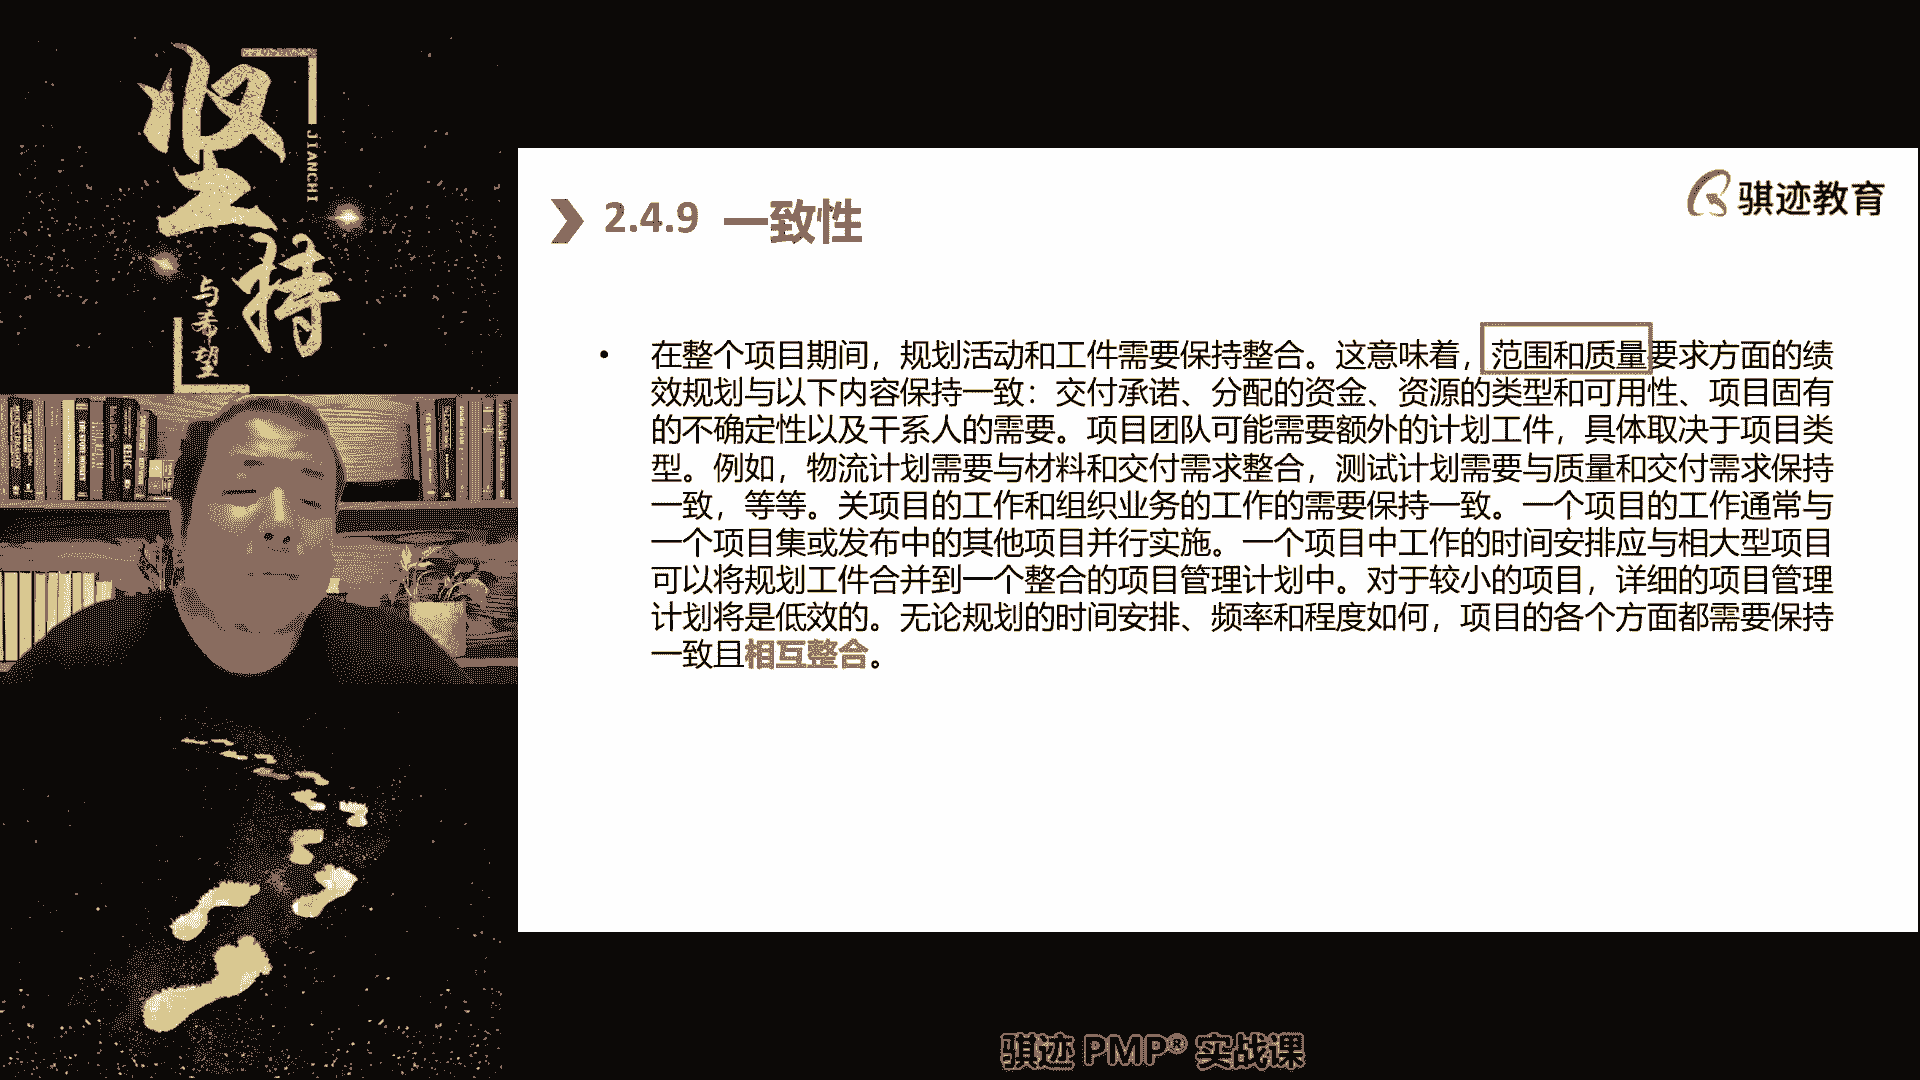 坚持
JIANCHI
与希望
骐迹教育
2.4.9 一致性
• 在整个项目期间，规划活动和工件需要保持整合。这意味着，范围和质量要求方面的绩
效规划与以下内容保持一致：交付承诺、分配的资金、资源的类型和可用性、项目固有
的不确定性以及干系人的需要。项目团队可能需要额外的计划工件，具体取决于项目类
型。例如，物流计划需要与材料和交付需求整合，测试计划需要与质量和交付需求保持
一致，等等。关项目的工作和组织业务的工作的需要保持一致。一个项目的工作通常与
一个项目集或发布中的其他项目并行实施。一个项目中工作的时间安排应与相大型项目
可以将规划工件合并到一个整合的项目管理计划中。对于较小的项目，详细的项目管理
计划将是低效的。无论规划的时间安排、频率和程度如何，项目的各个方面都需要保持
一致且相互整合。
骐迹 PMP® 实战课